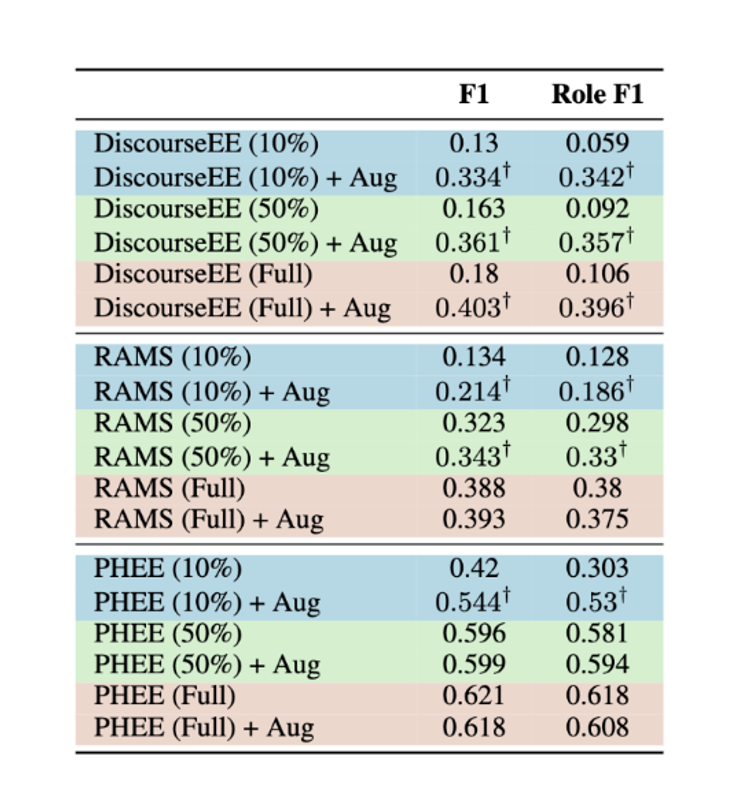 F1 Role F1
DiscourseEE (10%) 0.13 0.059
DiscourseEE (10%) + Aug 0.334† 0.342†
DiscourseEE (50%) 0.163 0.092
DiscourseEE (50%) + Aug 0.361† 0.357†
DiscourseEE (Full) 0.18 0.106
DiscourseEE (Full) + Aug 0.403† 0.396†
RAMS (10%) 0.134 0.128
RAMS (10%) + Aug 0.214† 0.186†
RAMS (50%) 0.323 0.298
RAMS (50%) + Aug 0.343† 0.33†
RAMS (Full) 0.388 0.38
RAMS (Full) + Aug 0.393 0.375
PHEE (10%) 0.42 0.303
PHEE (10%) + Aug 0.544† 0.53†
PHEE (50%) 0.596 0.581
PHEE (50%) + Aug 0.599 0.594
PHEE (Full) 0.621 0.618
PHEE (Full) + Aug 0.618 0.608